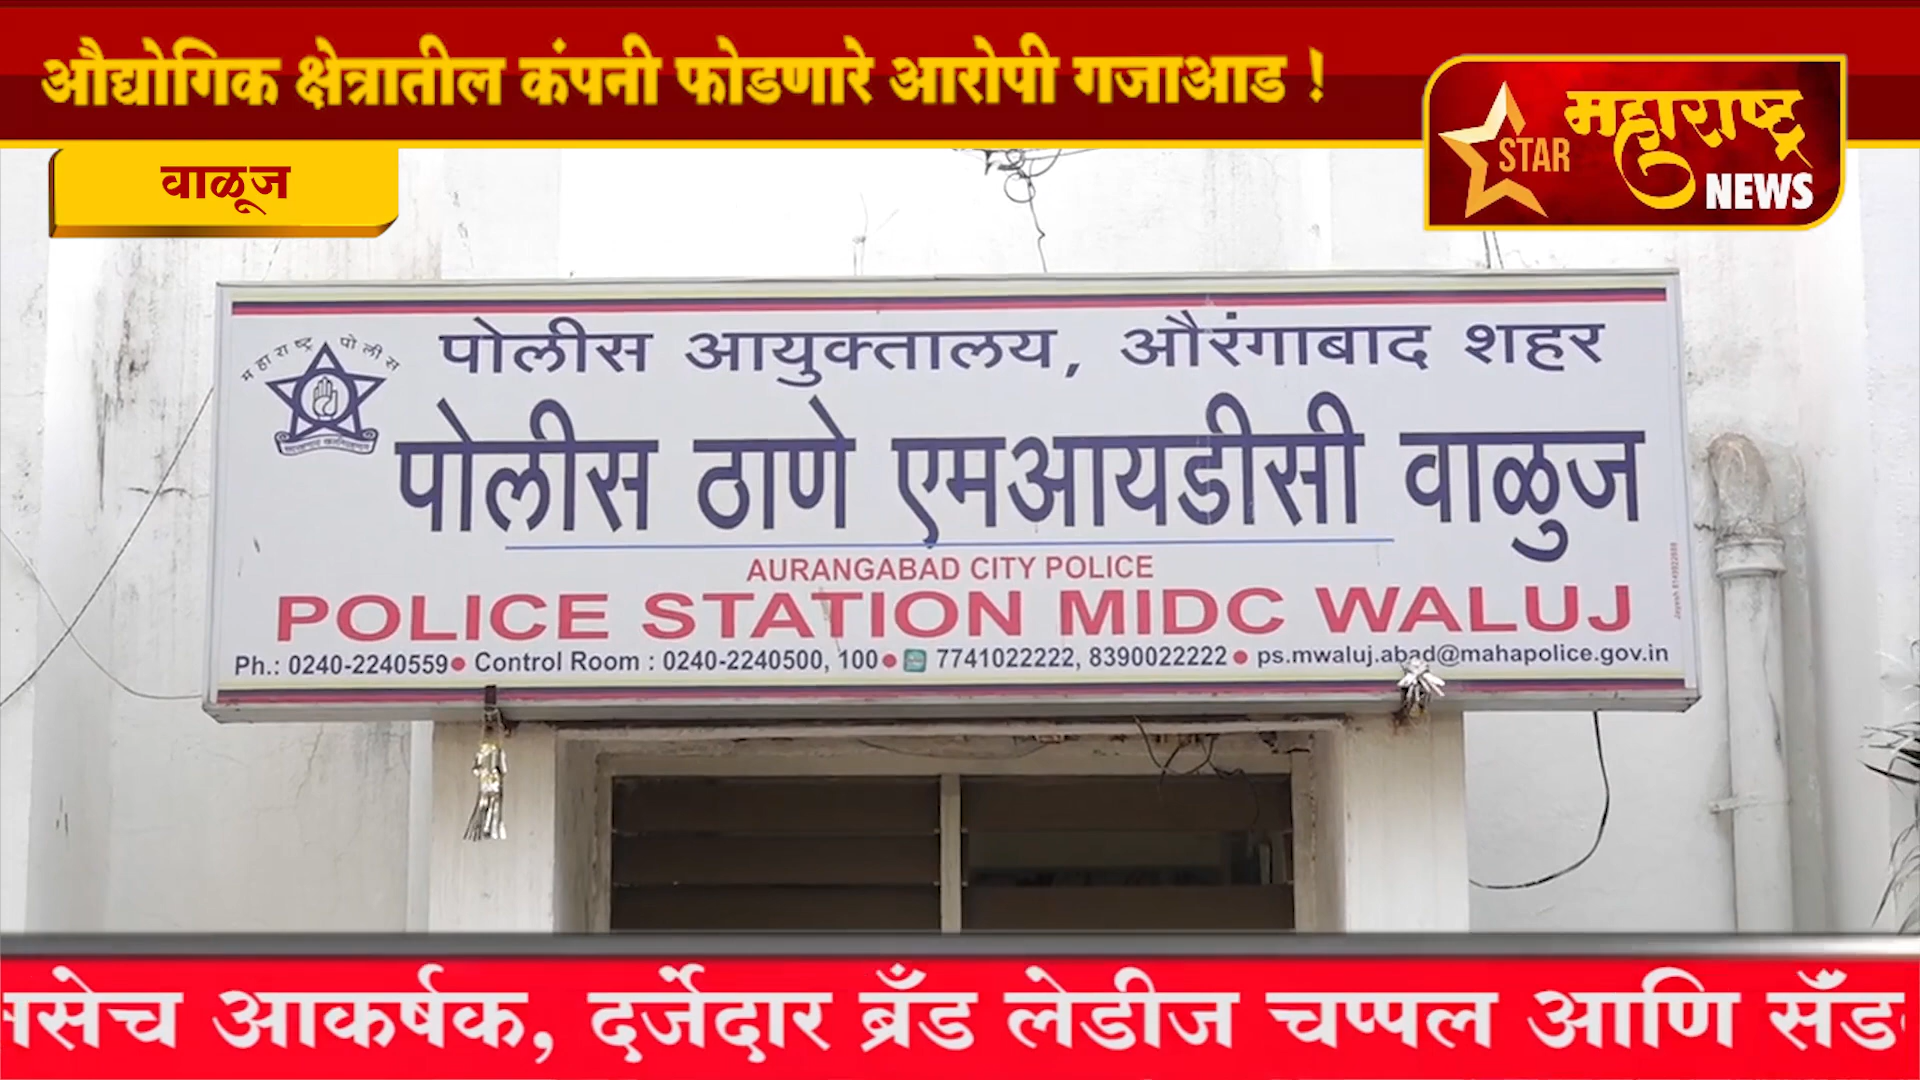 औद्योगिक क्षेत्रातील कंपनी फोडणारे आरोपी गजाआड !
STAR महाराष्ट्र NEWS
वाळूज
महाराष्ट्र पोलीस
पोलीस आयुक्तालय, औरंगाबाद शहर
पोलीस ठाणे एमआयडीसी वाळुज
AURANGABAD CITY POLICE
POLICE STATION MIDC WALUJ
Ph.: 0240-2240559 ● Control Room : 0240-2240500, 100 ● 7741022222, 8390022222 ● ps.mwaluj.abad@mahapolice.gov.in
आकर्षक, दर्जेदार ब्रँड लेडीज चप्पल आणि